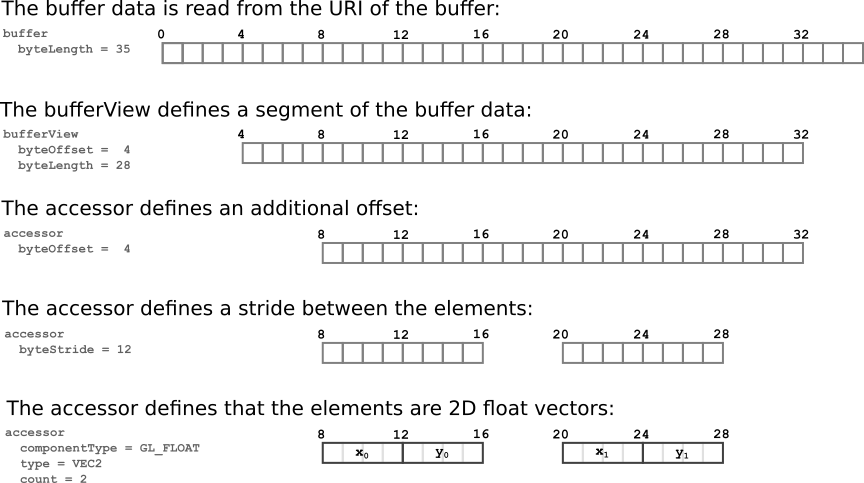 The buffer data is read from the URI of the buffer:
buffer
byteLength = 35
0 4 8 12 16 20 24 28 32
The bufferView defines a segment of the buffer data:
bufferView
byteOffset = 4
byteLength = 28
4 8 12 16 20 24 28 32
The accessor defines an additional offset:
accessor
byteOffset = 4
8 12 16 20 24 28 32
The accessor defines a stride between the elements:
accessor
byteStride = 12
8 12 16 20 24 28
The accessor defines that the elements are 2D float vectors:
accessor
componentType = GL_FLOAT
type = VEC2
count = 2
8 12 16 20 24 28
x₀ y₀ x₁ y₁